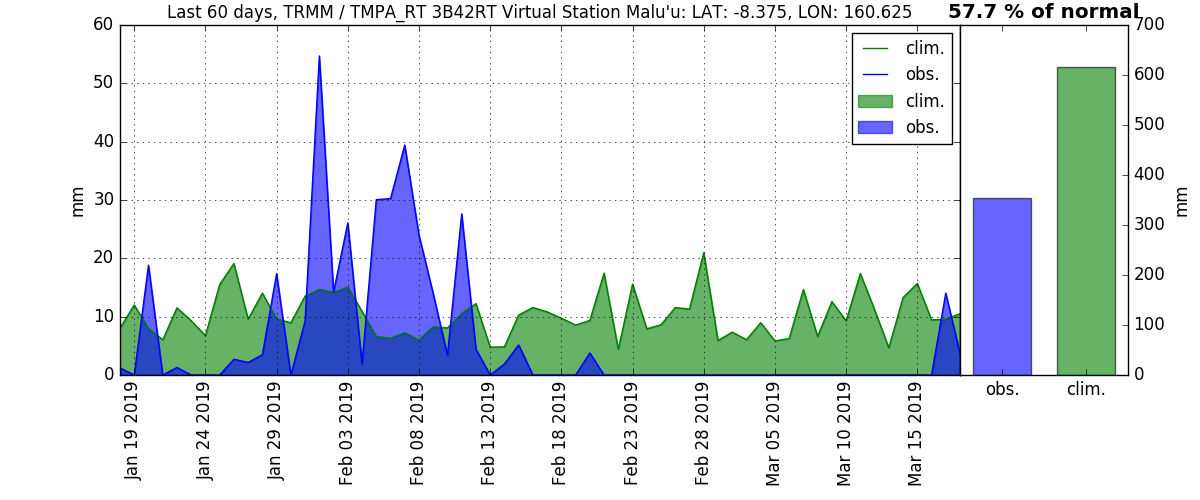 Last 60 days, TRMM / TMPA_RT 3B42RT Virtual Station Malu'u: LAT: -8.375, LON: 160.625
57.7 % of normal
60
50
40
30
20
10
0
mm
clim.
obs.
clim.
obs.
700
600
500
400
300
200
100
0
mm
Jan 19 2019
Jan 24 2019
Jan 29 2019
Feb 03 2019
Feb 08 2019
Feb 13 2019
Feb 18 2019
Feb 23 2019
Feb 28 2019
Mar 05 2019
Mar 10 2019
Mar 15 2019
obs.
clim.